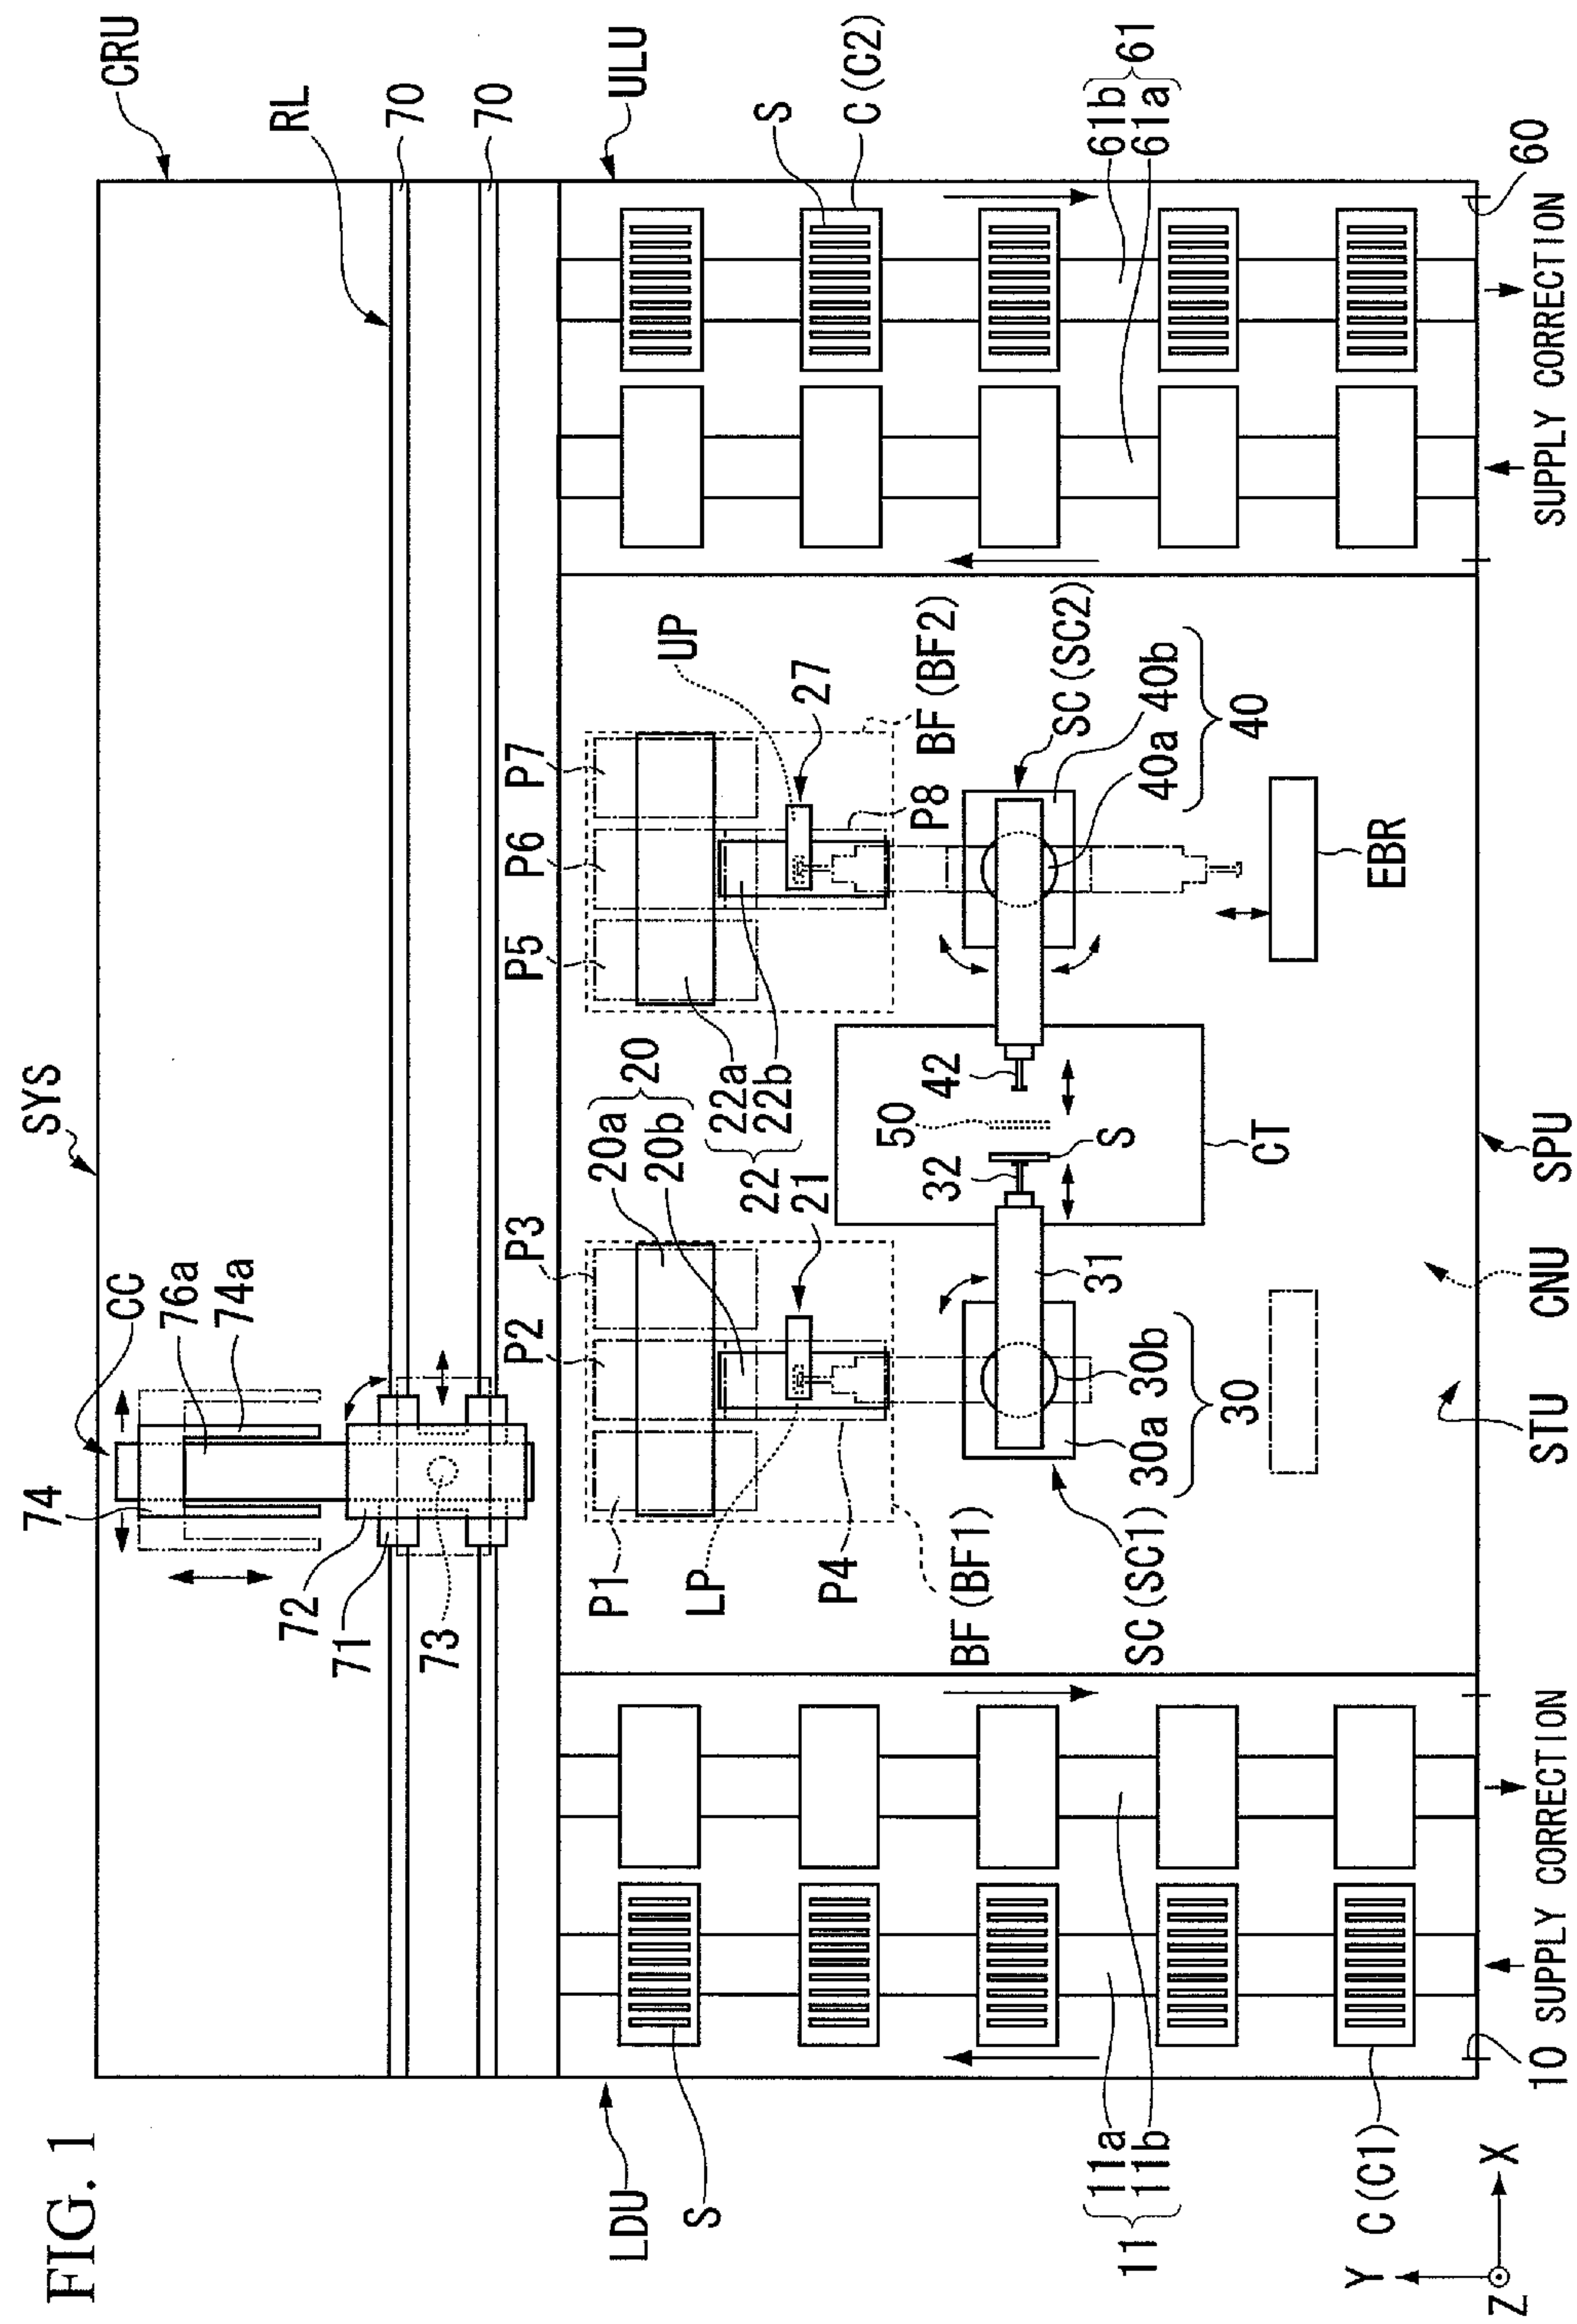 FIG. 1
SYS
CRU
RL
70
70
CC
76a
74a
74
72
71
73
LDU
ULU
S
C(C2)
61b
61a
61
60
SUPPLY CORRECTION
SUPPLY CORRECTION
10
S
11a
11b
11
C(C1)
P1
P2
P3
P4
P5
P6
P7
P8
20a
20b
20
22a
22b
22
21
27
LP
UP
BF(BF1)
BF(BF2)
SC(SC1)
SC(SC2)
30a
30b
30
31
32
40a
40b
40
42
50
S
CT
EBR
STU
CNU
SPU
Y
X
Z